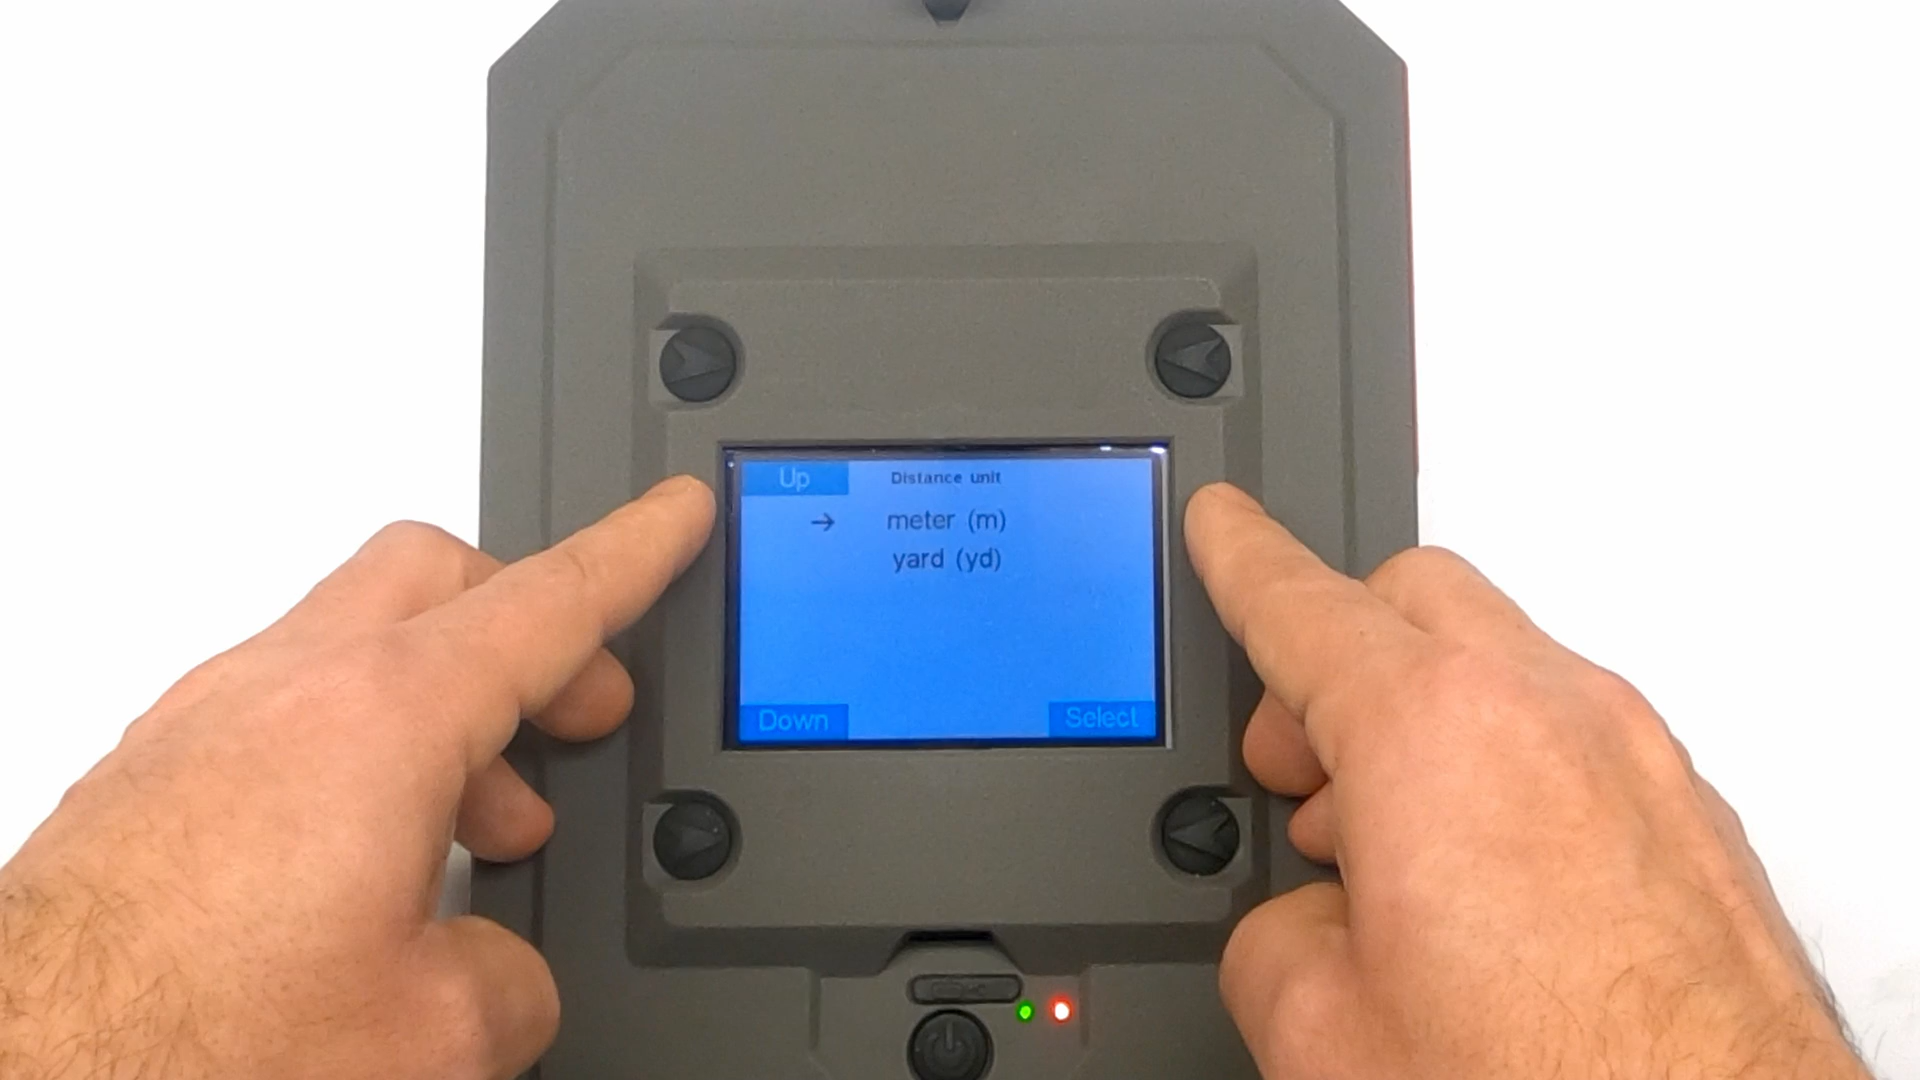 Up
Distance unit
→ meter (m)
yard (yd)
Down
Select